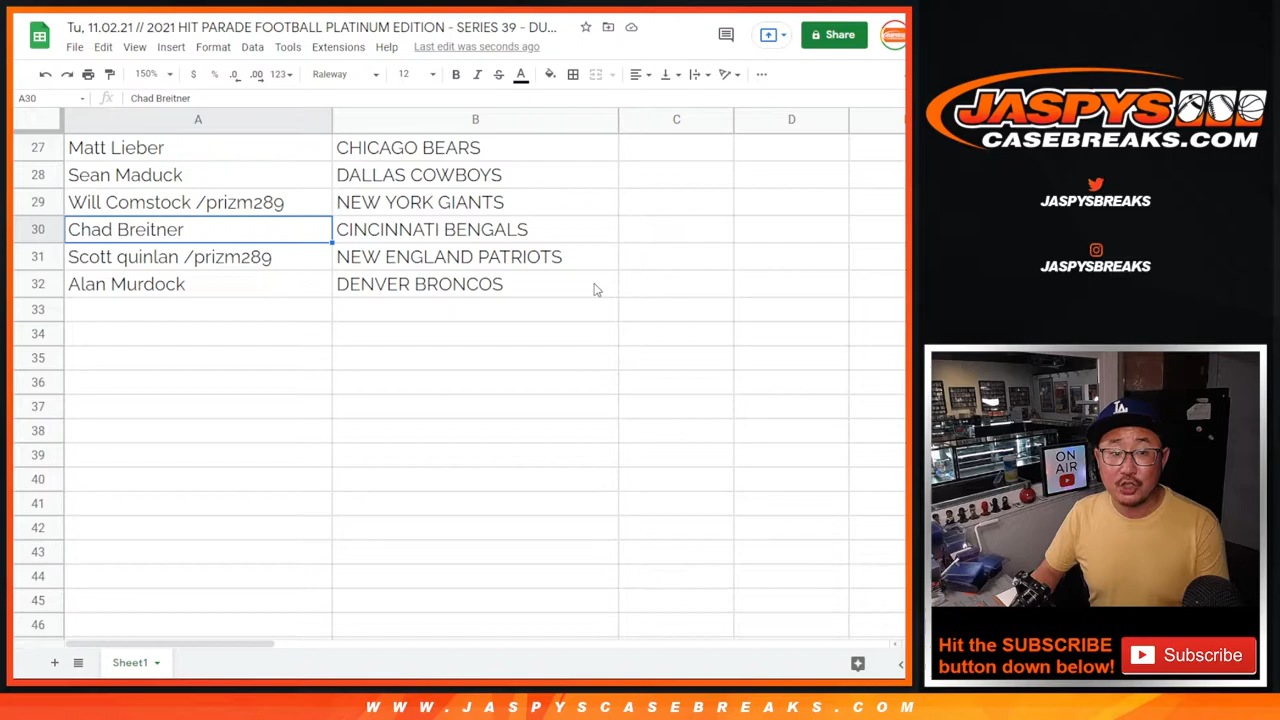 Tu, 11.02.21 // 2021 HIT PARADE FOOTBALL PLATINUM EDITION - SERIES 39 - DU...
File Edit View Insert Format Data Tools Extensions Help Last edit was seconds ago
Share
150% $ % .0 .00 123 Raleway 12 B I S A
A30 fx Chad Breitner
A B C D
27 Matt Lieber CHICAGO BEARS
28 Sean Maduck DALLAS COWBOYS
29 Will Comstock /prizm289 NEW YORK GIANTS
30 Chad Breitner CINCINNATI BENGALS
31 Scott quinlan /prizm289 NEW ENGLAND PATRIOTS
32 Alan Murdock DENVER BRONCOS
33
34
35
36
37
38
39
40
41
42
43
44
45
46
Sheet1
JASPYS
CASEBREAKS.COM
JASPYSBREAKS
JASPYSBREAKS
LA
ON
AIR
Hit the SUBSCRIBE
button down below!
Subscribe
WWW.JASPYSCASEBREAKS.COM